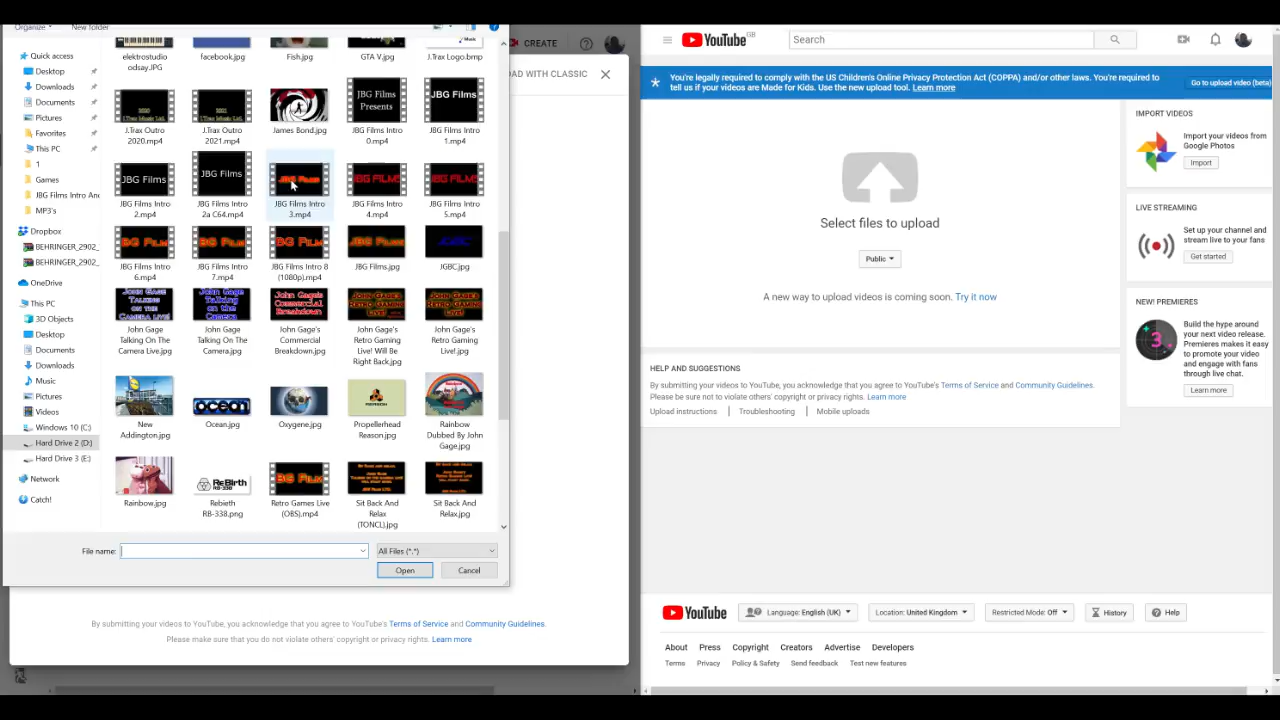 Organize
New folder
elektrostudio
odsay.JPG
facebook.jpg
Fish.jpg
GTA V.jpg
J.Trax Logo.bmp
J.Trax Outro
2020.mp4
J.Trax Outro
2021.mp4
James Bond.jpg
JBG Films
Presents
JBG Films Intro
0.mp4
JBG Films
JBG Films Intro
1.mp4
JBG Films
JBG Films Intro
2.mp4
JBG Films
JBG Films Intro
2a C64.mp4
JBG Films
JBG Films Intro
3.mp4
JBG Films Intro
4.mp4
JBG Films Intro
5.mp4
JBG Films Intro
6.mp4
JBG Films Intro
7.mp4
JBG Films Intro 8
(1080p).mp4
JBG Films.jpg
JGBC.jpg
John Gage
Talking On The
Camera Live.jpg
John Gage
Talking On The
Camera.jpg
John Gage's
Commercial
Breakdown.jpg
John Gage's
Retro Gaming
Live! Will Be
Right Back.jpg
John Gage's
Retro Gaming
Live!.jpg
New
Addington.jpg
ocean
Ocean.jpg
Oxygene.jpg
Propellerhead
Reason.jpg
Rainbow
Dubbed By John
Gage.jpg
Rainbow.jpg
ReBirth
RB-338
Rebieth
RB-338.png
Retro Games Live
(OBS).mp4
Sit Back And
Relax
(TONCL).jpg
Sit Back And
Relax.jpg
Quick access
Desktop
Downloads
Documents
Pictures
Favorites
This PC
1
Games
JBG Films Intro An
MP3's
Dropbox
BEHRINGER_2902_
BEHRINGER_2902_
OneDrive
This PC
3D Objects
Desktop
Documents
Downloads
Music
Pictures
Videos
Windows 10 (C:)
Hard Drive 2 (D:)
Hard Drive 3 (E:)
Network
Catch!
File name:
All Files (*.*)
Open
Cancel
CREATE
OAD WITH CLASSIC
By submitting your videos to YouTube, you acknowledge that you agree to YouTube's Terms of Service and Community Guidelines.
Please make sure that you do not violate others' copyright or privacy rights. Learn more
YouTube GB
Search
You're legally required to comply with the US Children's Online Privacy Protection Act (COPPA) and/or other laws. You're required to
tell us if your videos are Made for Kids. Use the new upload tool. Learn more
Go to upload video (beta)
Select files to upload
Public
A new way to upload videos is coming soon. Try it now
HELP AND SUGGESTIONS
By submitting your videos to YouTube, you acknowledge that you agree to YouTube's Terms of Service and Community Guidelines.
Please be sure not to violate others' copyright or privacy rights. Learn more
Upload instructions | Troubleshooting | Mobile uploads
IMPORT VIDEOS
Import your videos from
Google Photos
Import
LIVE STREAMING
Set up your channel and
stream live to your fans
Get started
NEW! PREMIERES
Build the hype around
your next video release.
Premieres makes it easy
to promote your video
and engage with fans
through live chat.
3
Learn more
YouTube
Language: English (UK)
Location: United Kingdom
Restricted Mode: Off
History
Help
About Press Copyright Creators Advertise Developers
Terms Privacy Policy & Safety Send feedback Test new features